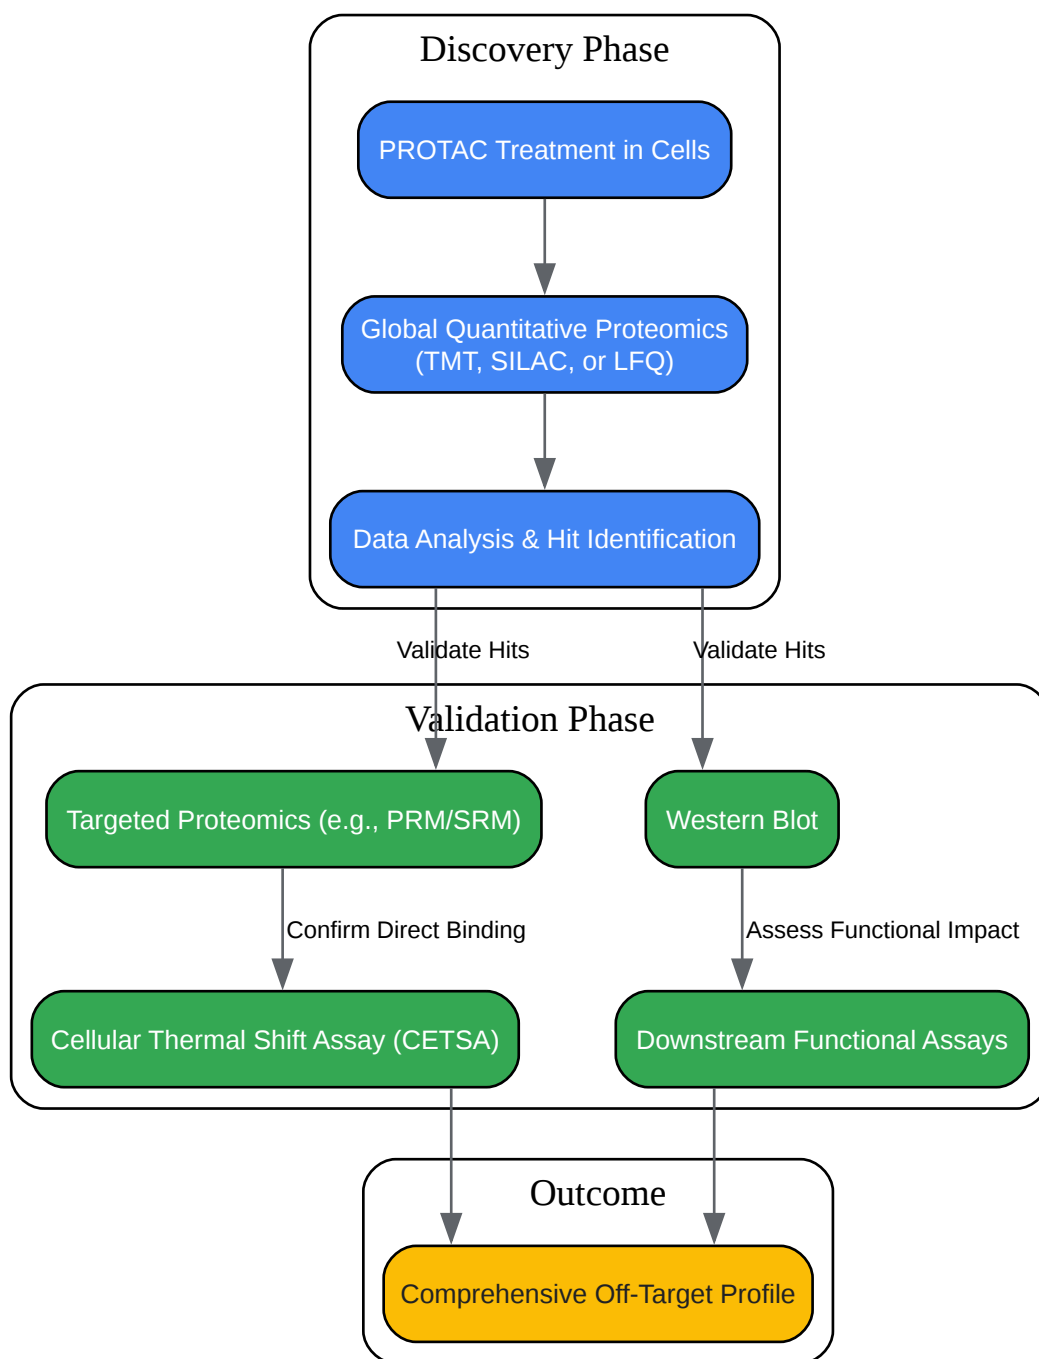 Discovery Phase
PROTAC Treatment in Cells
Global Quantitative Proteomics
(TMT, SILAC, or LFQ)
Data Analysis & Hit Identification
Validate Hits
Validate Hits
Validation Phase
Targeted Proteomics (e.g., PRM/SRM)
Western Blot
Confirm Direct Binding
Assess Functional Impact
Cellular Thermal Shift Assay (CETSA)
Downstream Functional Assays
Outcome
Comprehensive Off-Target Profile